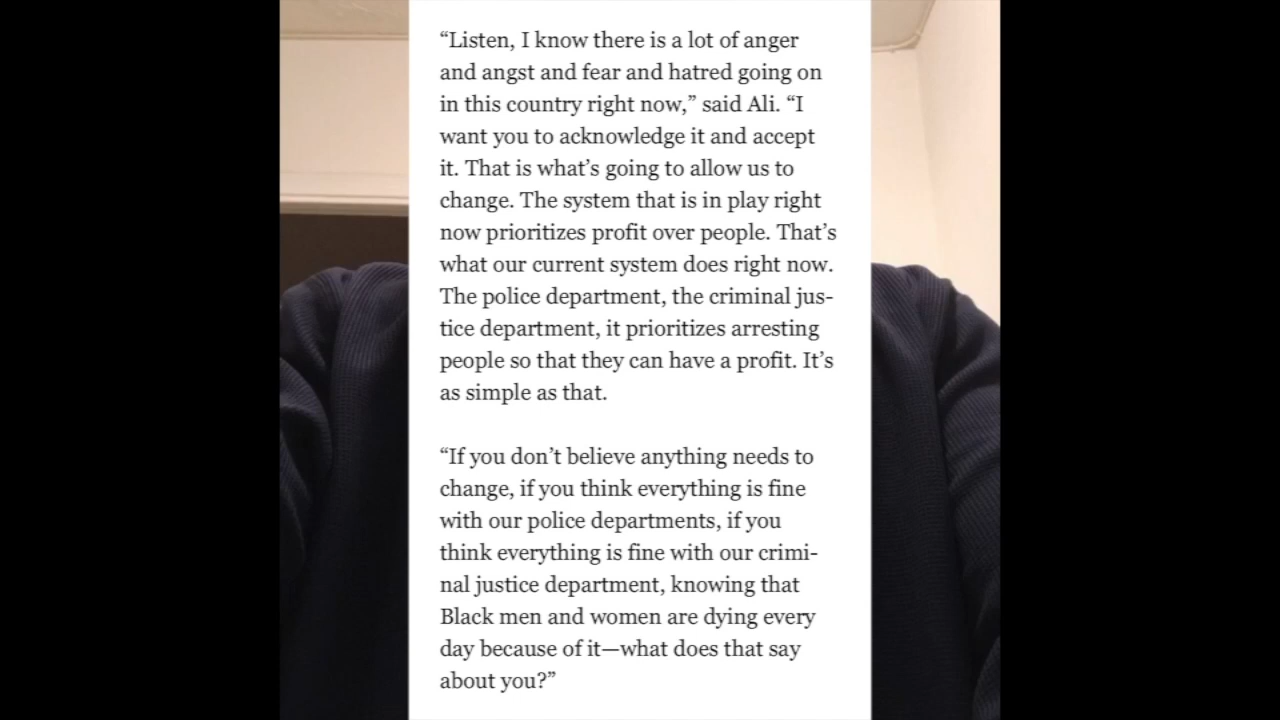 “Listen, I know there is a lot of anger
and angst and fear and hatred going on
in this country right now,” said Ali. “I
want you to acknowledge it and accept
it. That is what’s going to allow us to
change. The system that is in play right
now prioritizes profit over people. That’s
what our current system does right now.
The police department, the criminal jus-
tice department, it prioritizes arresting
people so that they can have a profit. It’s
as simple as that.
“If you don’t believe anything needs to
change, if you think everything is fine
with our police departments, if you
think everything is fine with our crimi-
nal justice department, knowing that
Black men and women are dying every
day because of it—what does that say
about you?”